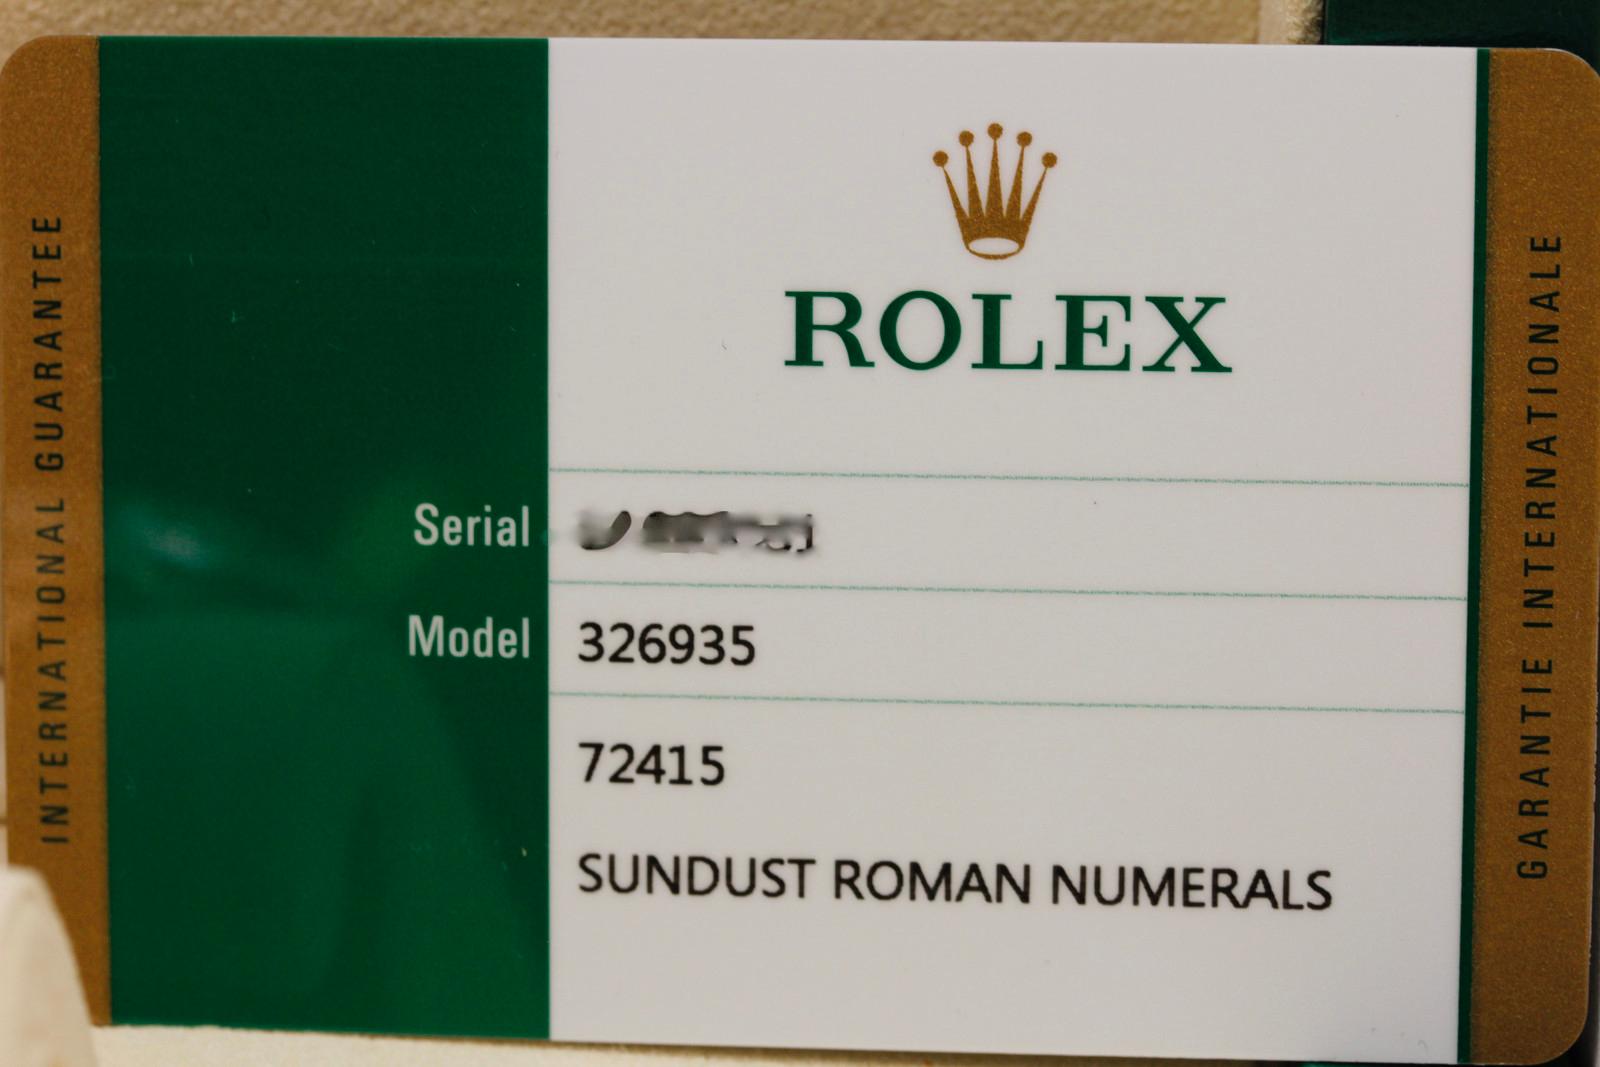 INTERNATIONAL GUARANTEE
ROLEX
Serial
Model 326935
72415
SUNDUST ROMAN NUMERALS
GARANTIE INTERNATIONALE